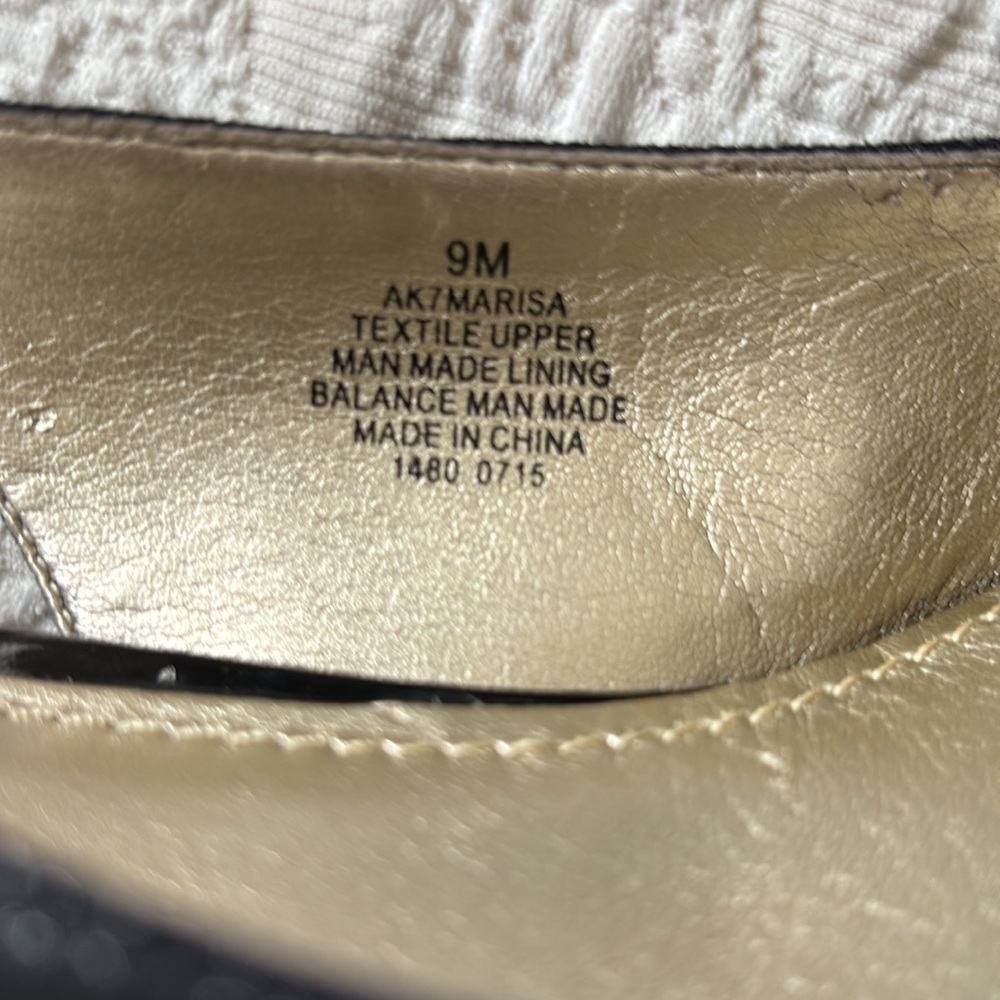 9M
AK7MARISA
TEXTILE UPPER
MAN MADE LINING
BALANCE MAN MADE
MADE IN CHINA
1480 0715